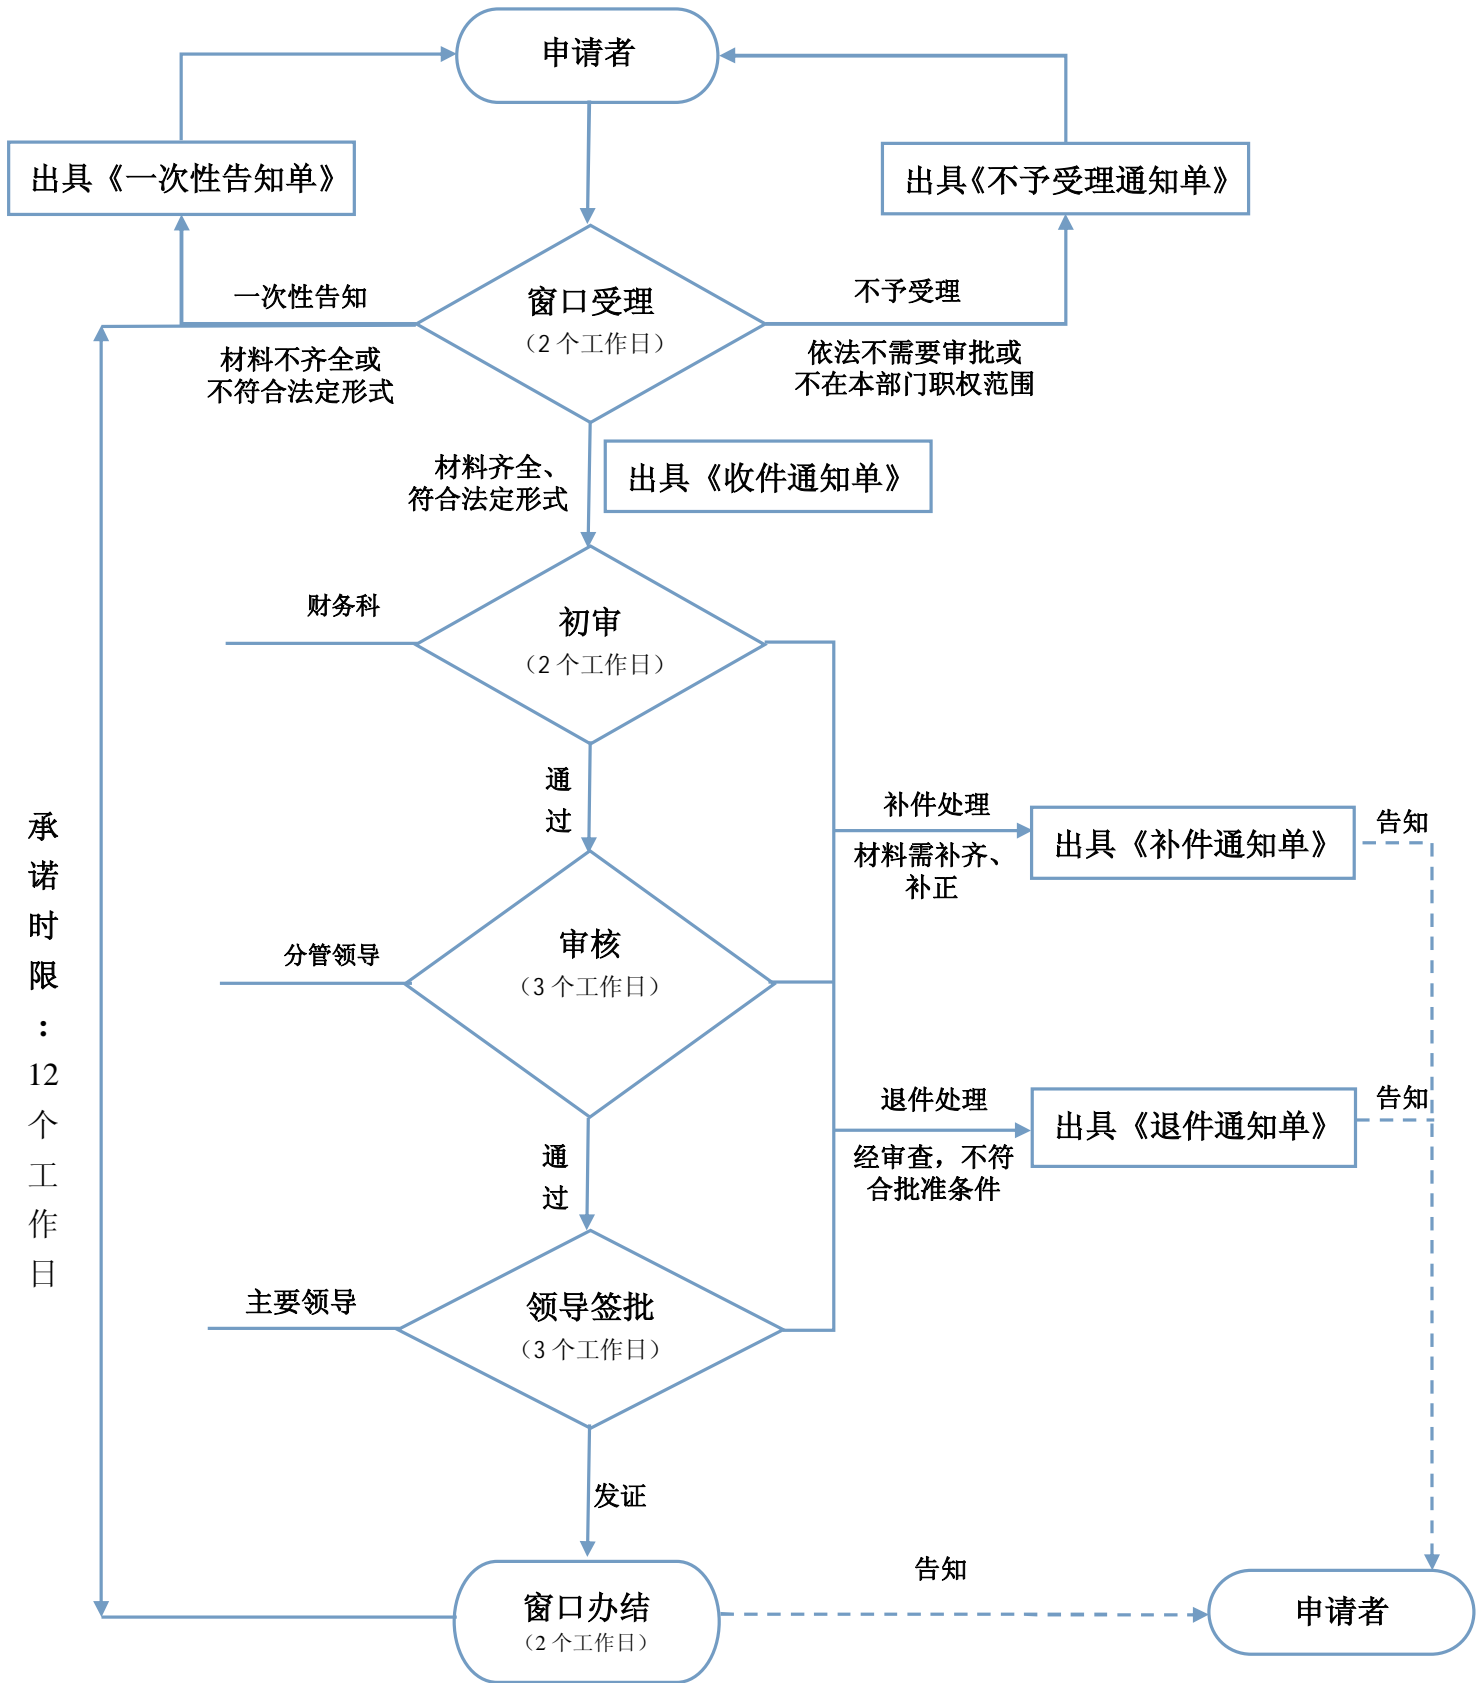 申请者
出具《一次性告知单》
出具《不予受理通知单》
一次性告知
窗口受理
（2 个工作日）
不予受理
材料不齐全或
不符合法定形式
依法不需要审批或
不在本部门职权范围
材料齐全、
符合法定形式
出具《收件通知单》
财务科
初审
（2 个工作日）
通
过
补件处理
材料需补齐、
补正
出具《补件通知单》
告知
承
诺
时
限
：
12
个
工
作
日
分管领导
审核
（3 个工作日）
退件处理
经审查，不符
合批准条件
出具《退件通知单》
告知
通
过
主要领导
领导签批
（3 个工作日）
发证
窗口办结
（2 个工作日）
告知
申请者